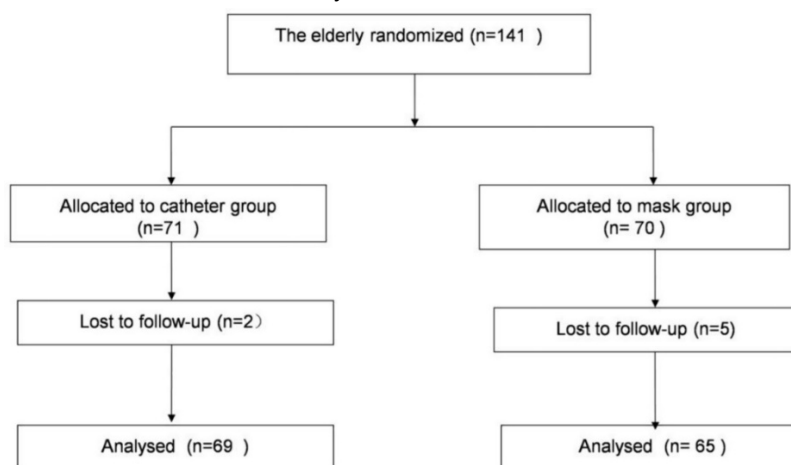 The elderly randomized (n=141 )
Allocated to catheter group
(n=71 )
Allocated to mask group
(n= 70 )
Lost to follow-up (n=2）
Lost to follow-up (n=5)
Analysed (n=69 )
Analysed (n= 65 )